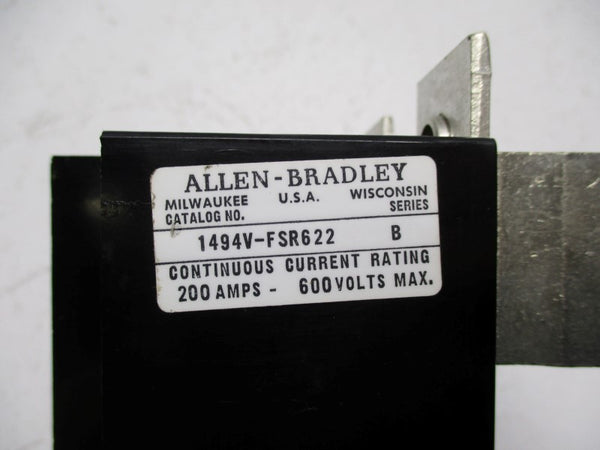 ALLEN-BRADLEY
MILWAUKEE U.S.A. WISCONSIN
CATALOG NO. SERIES
1494V-FSR622 B
CONTINUOUS CURRENT RATING
200 AMPS - 600 VOLTS MAX.